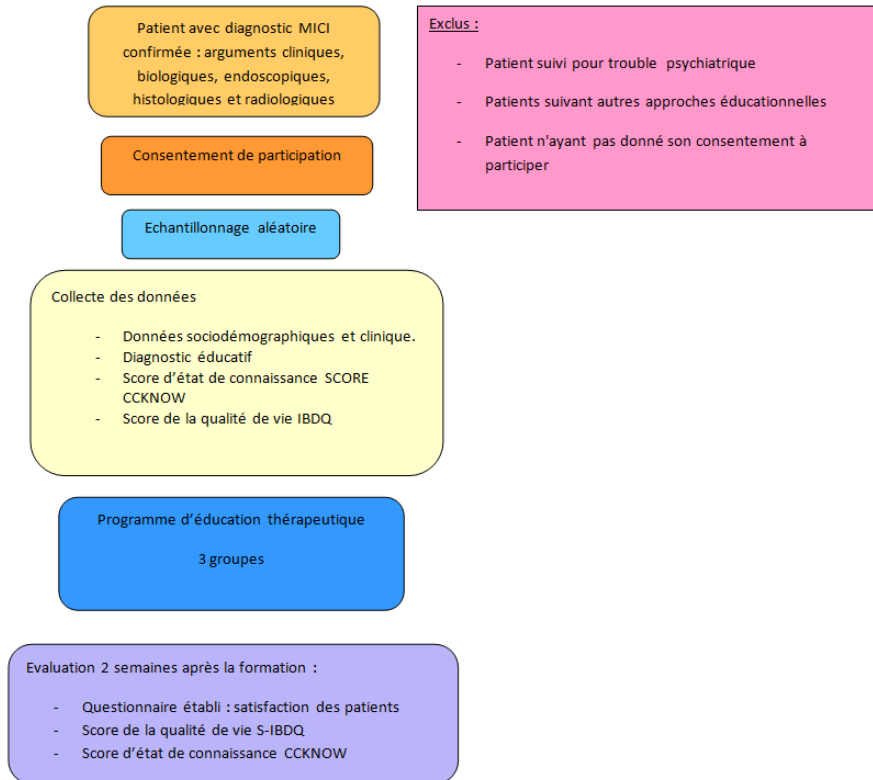 Patient avec diagnostic MICI
confirmée : arguments cliniques,
biologiques, endoscopiques,
histologiques et radiologiques
Exclus :
- Patient suivi pour trouble psychiatrique
- Patients suivant autres approches éducationnelles
- Patient n'ayant pas donné son consentement à
participer
Consentement de participation
Echantillonnage aléatoire
Collecte des données
- Données sociodémographiques et clinique.
- Diagnostic éducatif
- Score d'état de connaissance SCORE
CCKNOW
- Score de la qualité de vie IBDQ
Programme d'éducation thérapeutique
3 groupes
Evaluation 2 semaines après la formation :
- Questionnaire établi : satisfaction des patients
- Score de la qualité de vie S-IBDQ
- Score d'état de connaissance CCKNOW